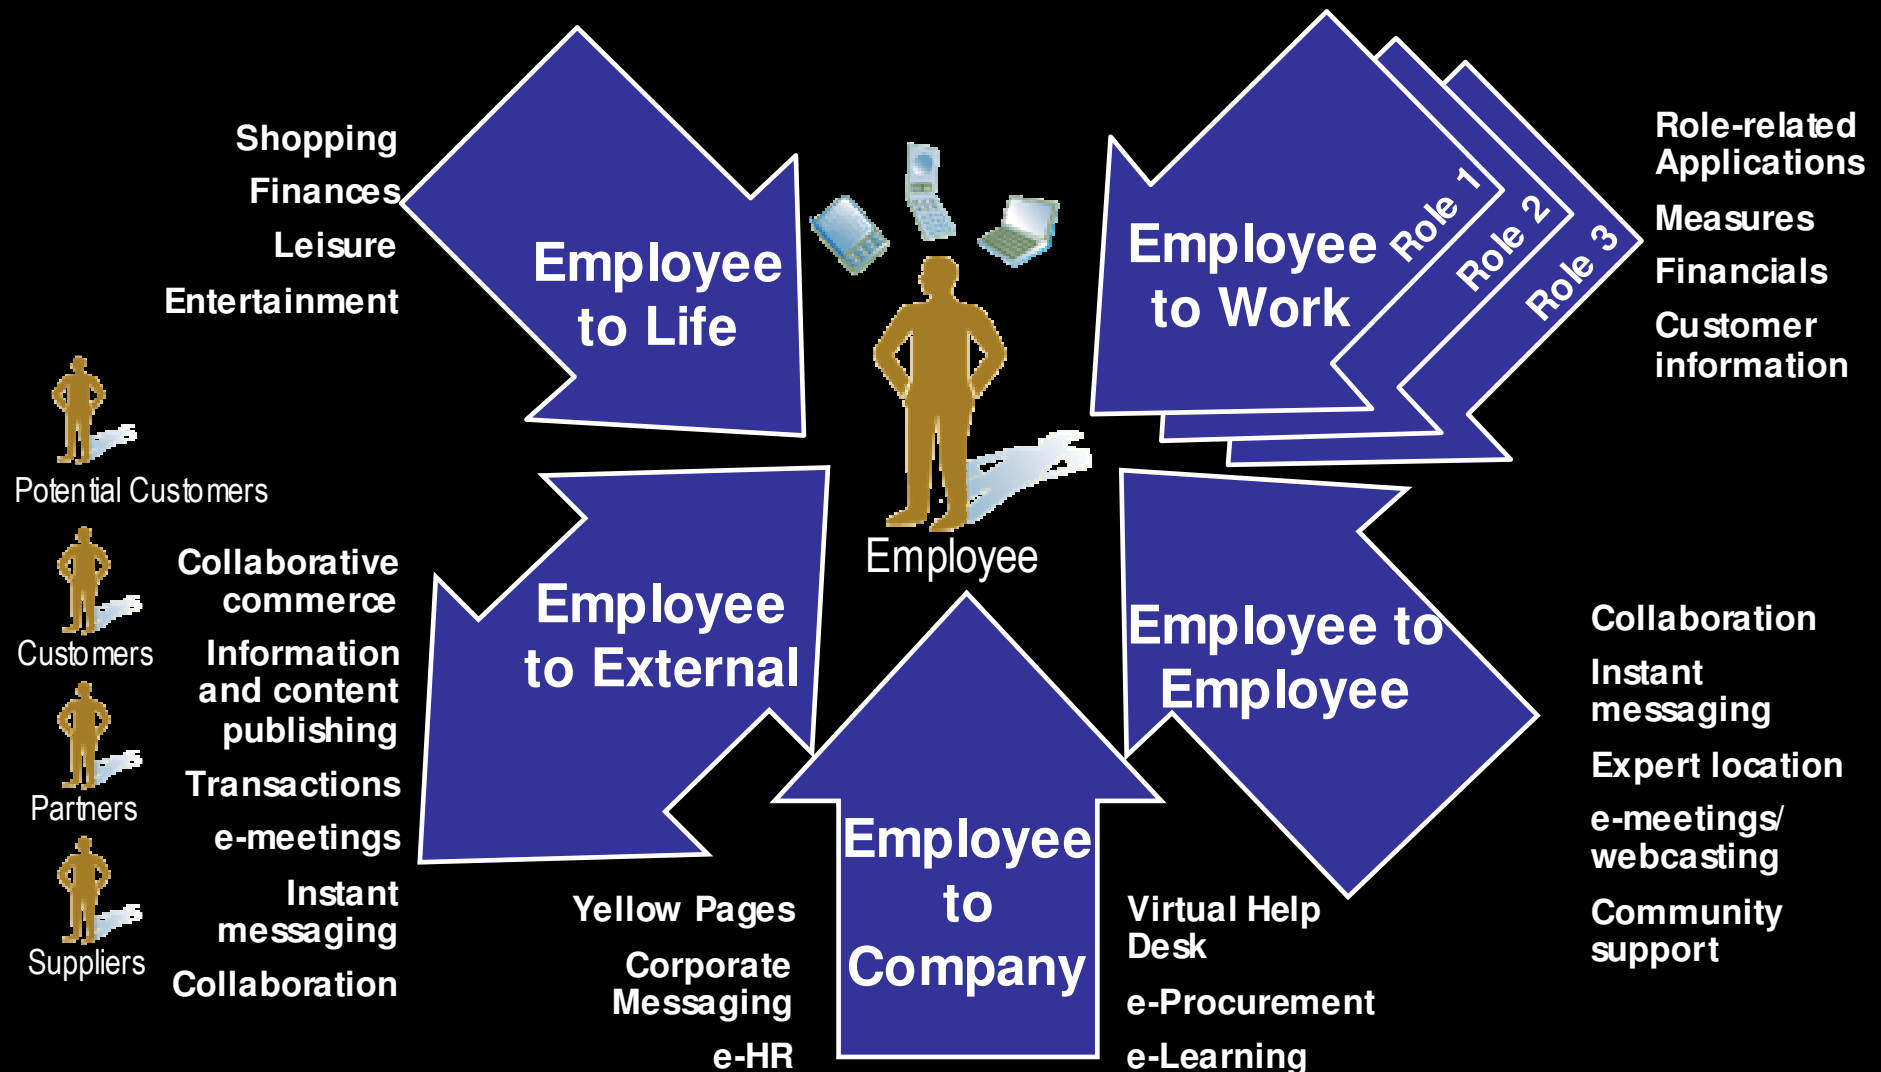 Shopping
Finances
Leisure
Entertainment
Employee
to Life
Employee
to Work
Role 1
Role 2
Role 3
Role-related
Applications
Measures
Financials
Customer
information
Employee
Potential Customers
Customers
Partners
Suppliers
Collaborative
commerce
Information
and content
publishing
Transactions
e-meetings
Instant
messaging
Collaboration
Employee
to External
Employee
to
Company
Yellow Pages
Corporate
Messaging
e-HR
Virtual Help
Desk
e-Procurement
e-Learning
Employee to
Employee
Collaboration
Instant
messaging
Expert location
e-meetings/
webcasting
Community
support